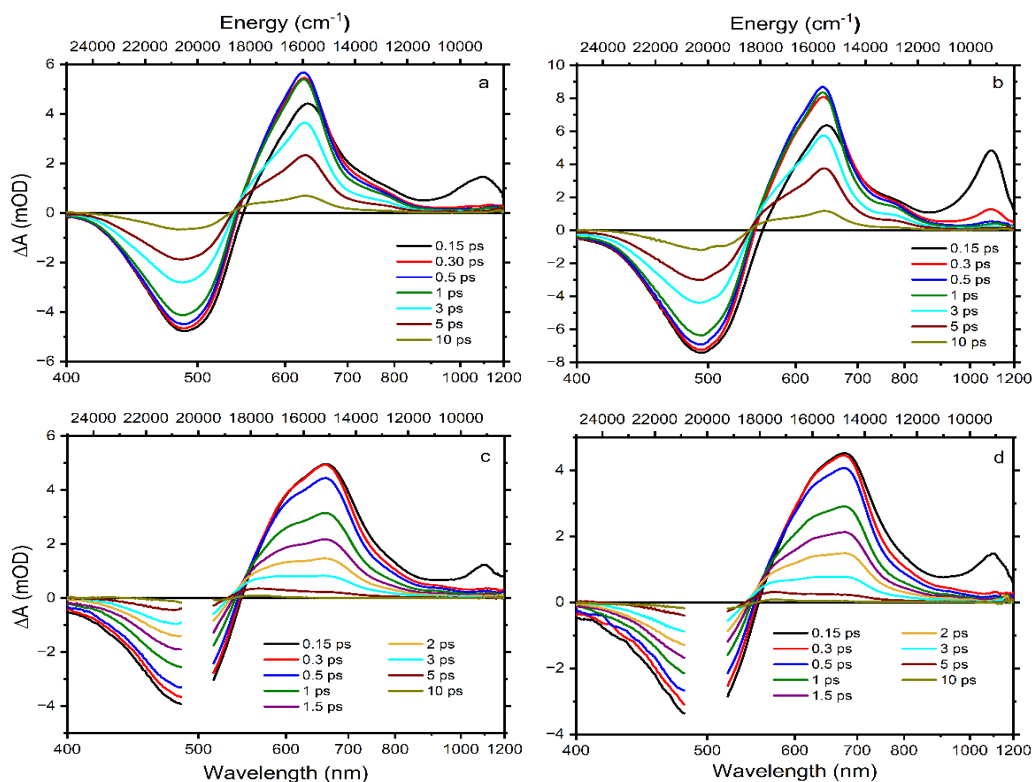 Energy (cm⁻¹)
24000 22000 20000 18000 16000 14000 12000 10000
6
4
2
0
−2
−4
−6
a
0.15 ps
0.30 ps
0.5 ps
1 ps
3 ps
5 ps
10 ps
400 500 600 700 800 1000 1200
ΔA (mOD)
Energy (cm⁻¹)
24000 22000 20000 18000 16000 14000 12000 10000
10
8
6
4
2
0
−2
−4
−6
−8
b
0.15 ps
0.3 ps
0.5 ps
1 ps
3 ps
5 ps
10 ps
400 500 600 700 800 1000 1200
ΔA (mOD)
24000 22000 20000 18000 16000 14000 12000 10000
6
4
2
0
−2
−4
c
0.15 ps 2 ps
0.3 ps 3 ps
0.5 ps 5 ps
1 ps 10 ps
1.5 ps
400 500 600 700 800 1000 1200
Wavelength (nm)
ΔA (mOD)
24000 22000 20000 18000 16000 14000 12000 10000
4
2
0
−2
−4
d
0.15 ps 2 ps
0.3 ps 3 ps
0.5 ps 5 ps
1 ps 10 ps
1.5 ps
400 500 600 700 800 1000 1200
Wavelength (nm)
ΔA (mOD)